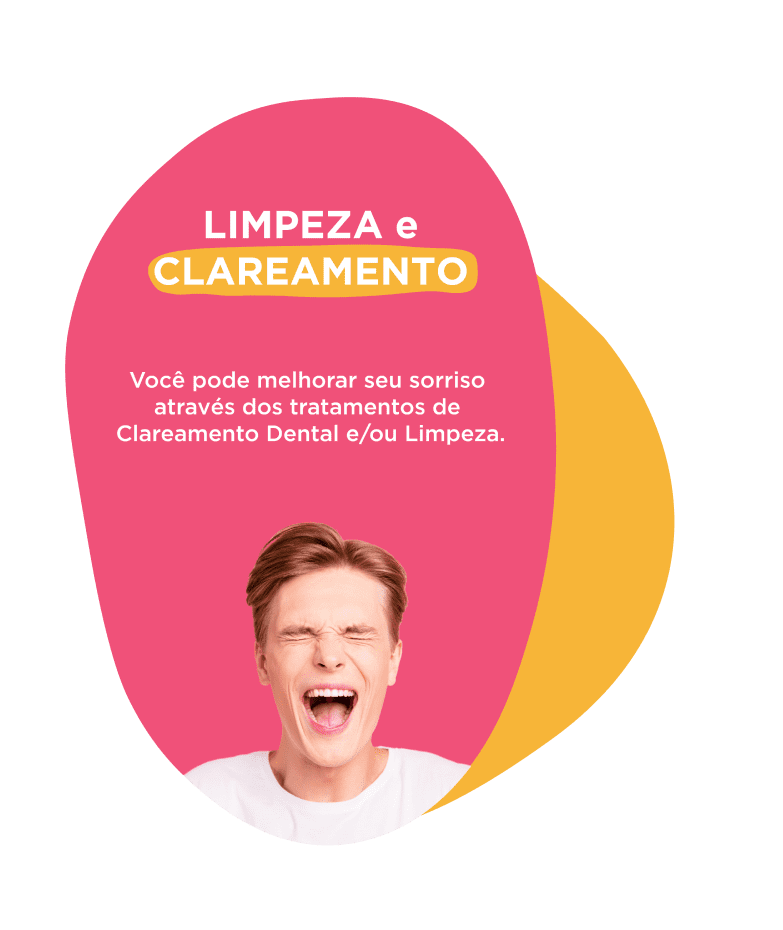 LIMPEZA e
CLAREAMENTO
Você pode melhorar seu sorriso
através dos tratamentos de
Clareamento Dental e/ou Limpeza.